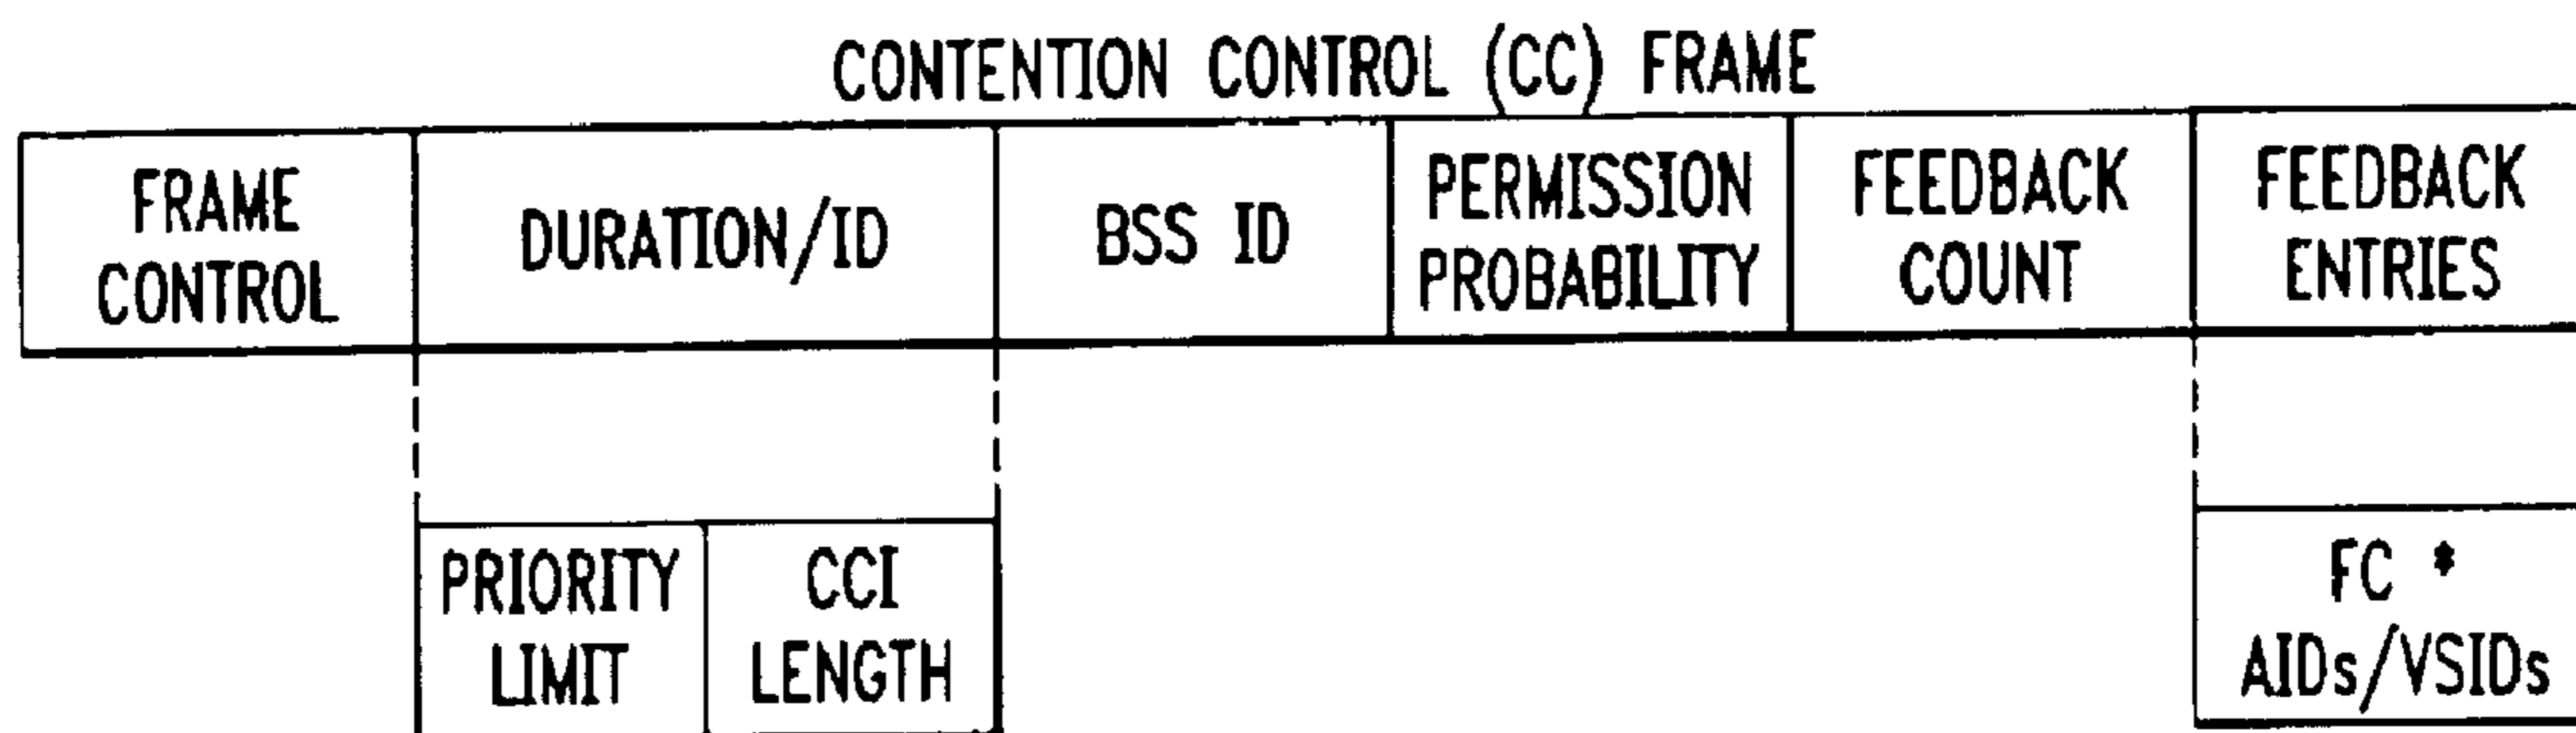 CONTENTION CONTROL (CC) FRAME
FRAME
CONTROL
DURATION/ID
BSS ID
PERMISSION
PROBABILITY
FEEDBACK
COUNT
FEEDBACK
ENTRIES
PRIORITY
LIMIT
CCI
LENGTH
FC *
AIDs/VSIDs